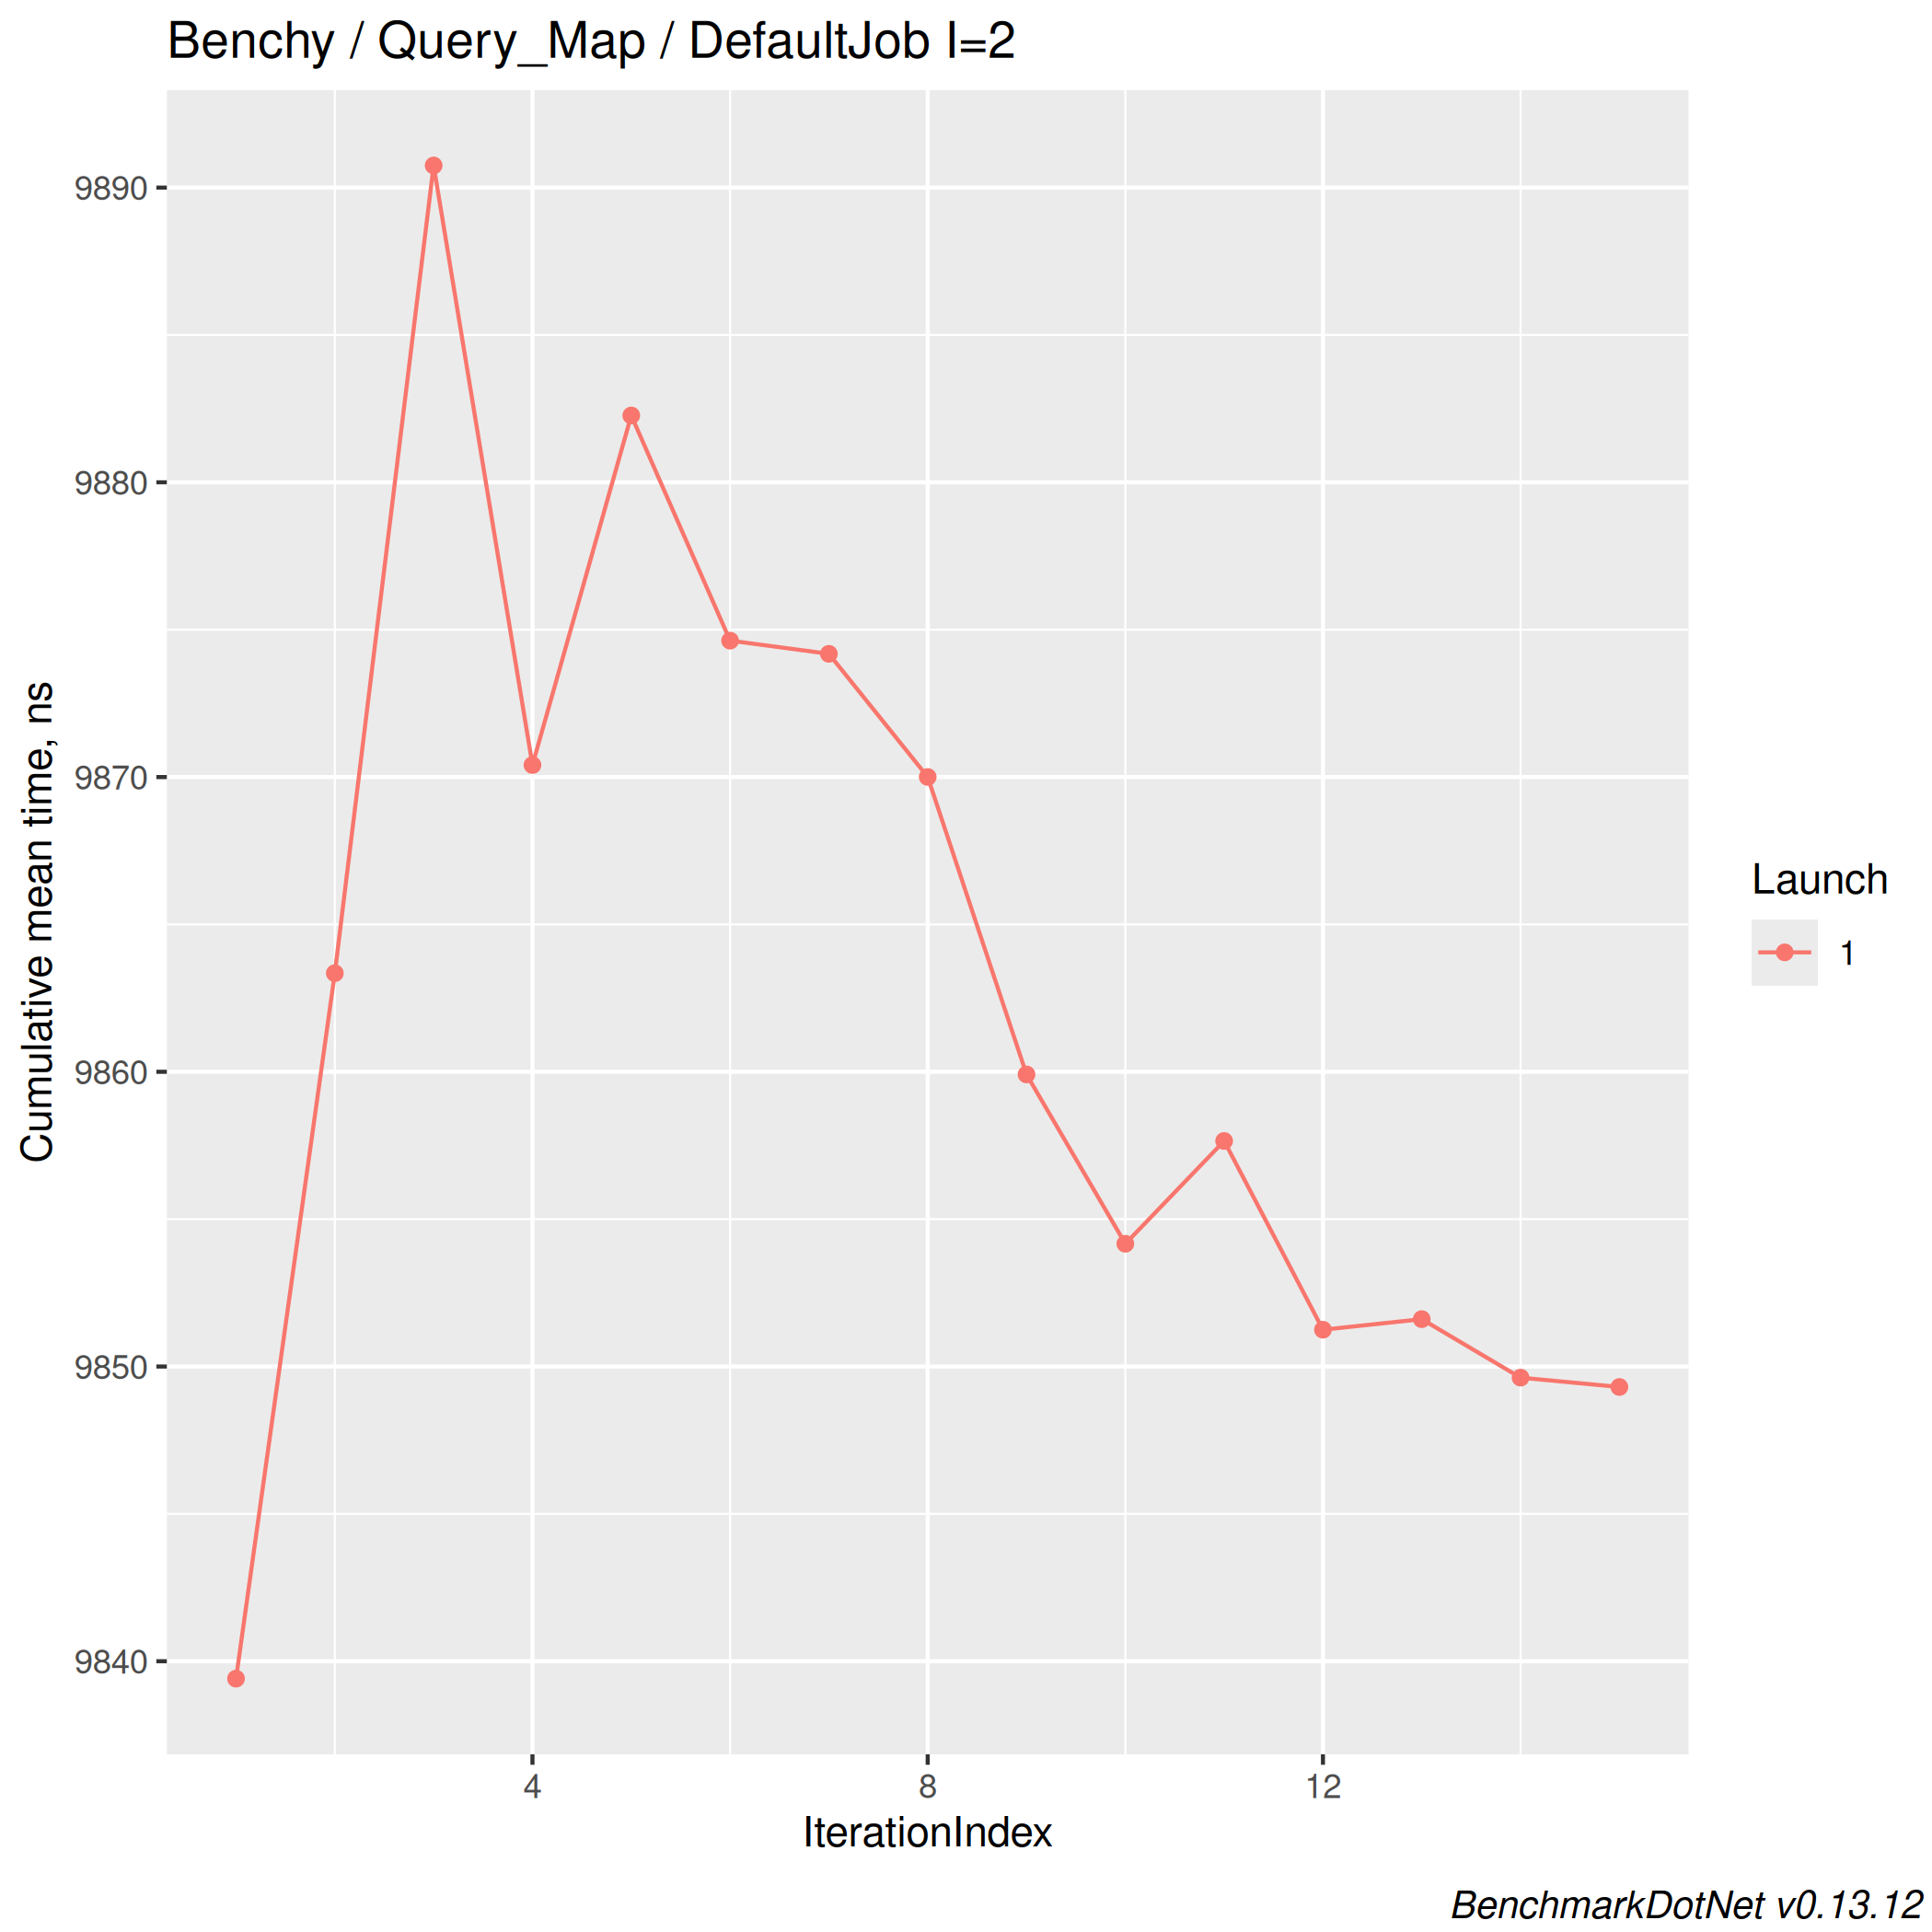 Benchy / Query_Map / DefaultJob I=2
9890
9880
9870
9860
9850
9840
Cumulative mean time, ns
4 8 12
IterationIndex
Launch
1
BenchmarkDotNet v0.13.12